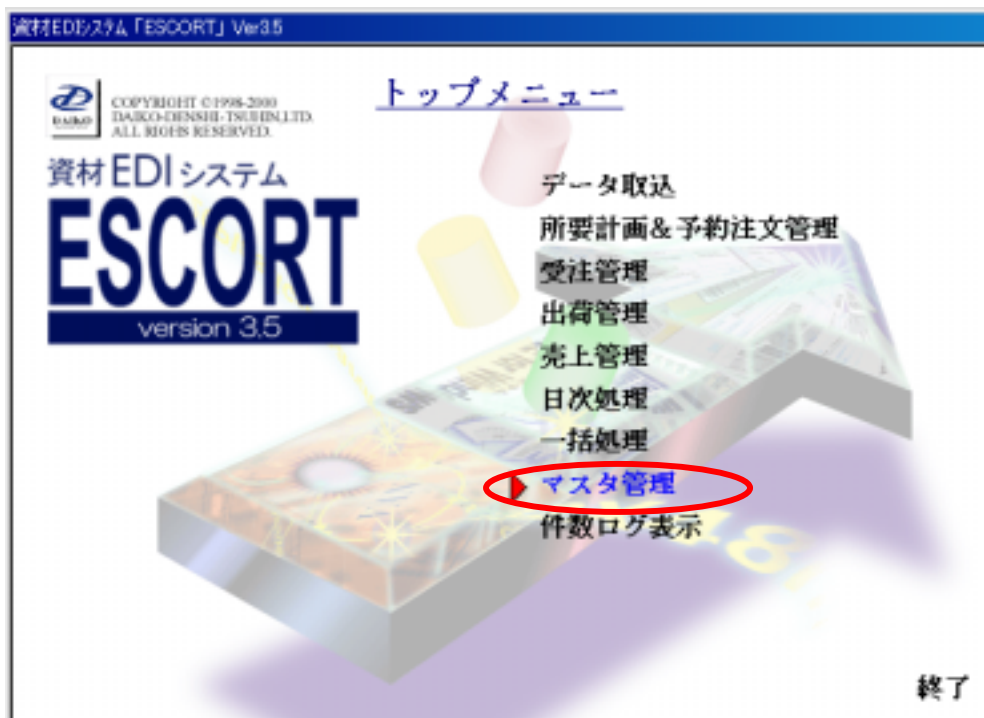 資材EDIシステム「ESCORT」Ver3.5
トップメニュー
DAIKO
COPYRIGHT ©1998-2000
DAIKO-DENSHI-TSUHIN,LTD.
ALL RIGHTS RESERVED.
資材EDIシステム
ESCORT
version 3.5
データ取込
所要計画&予約注文管理
受注管理
出荷管理
売上管理
日次処理
一括処理
マスタ管理
件数ログ表示
終了